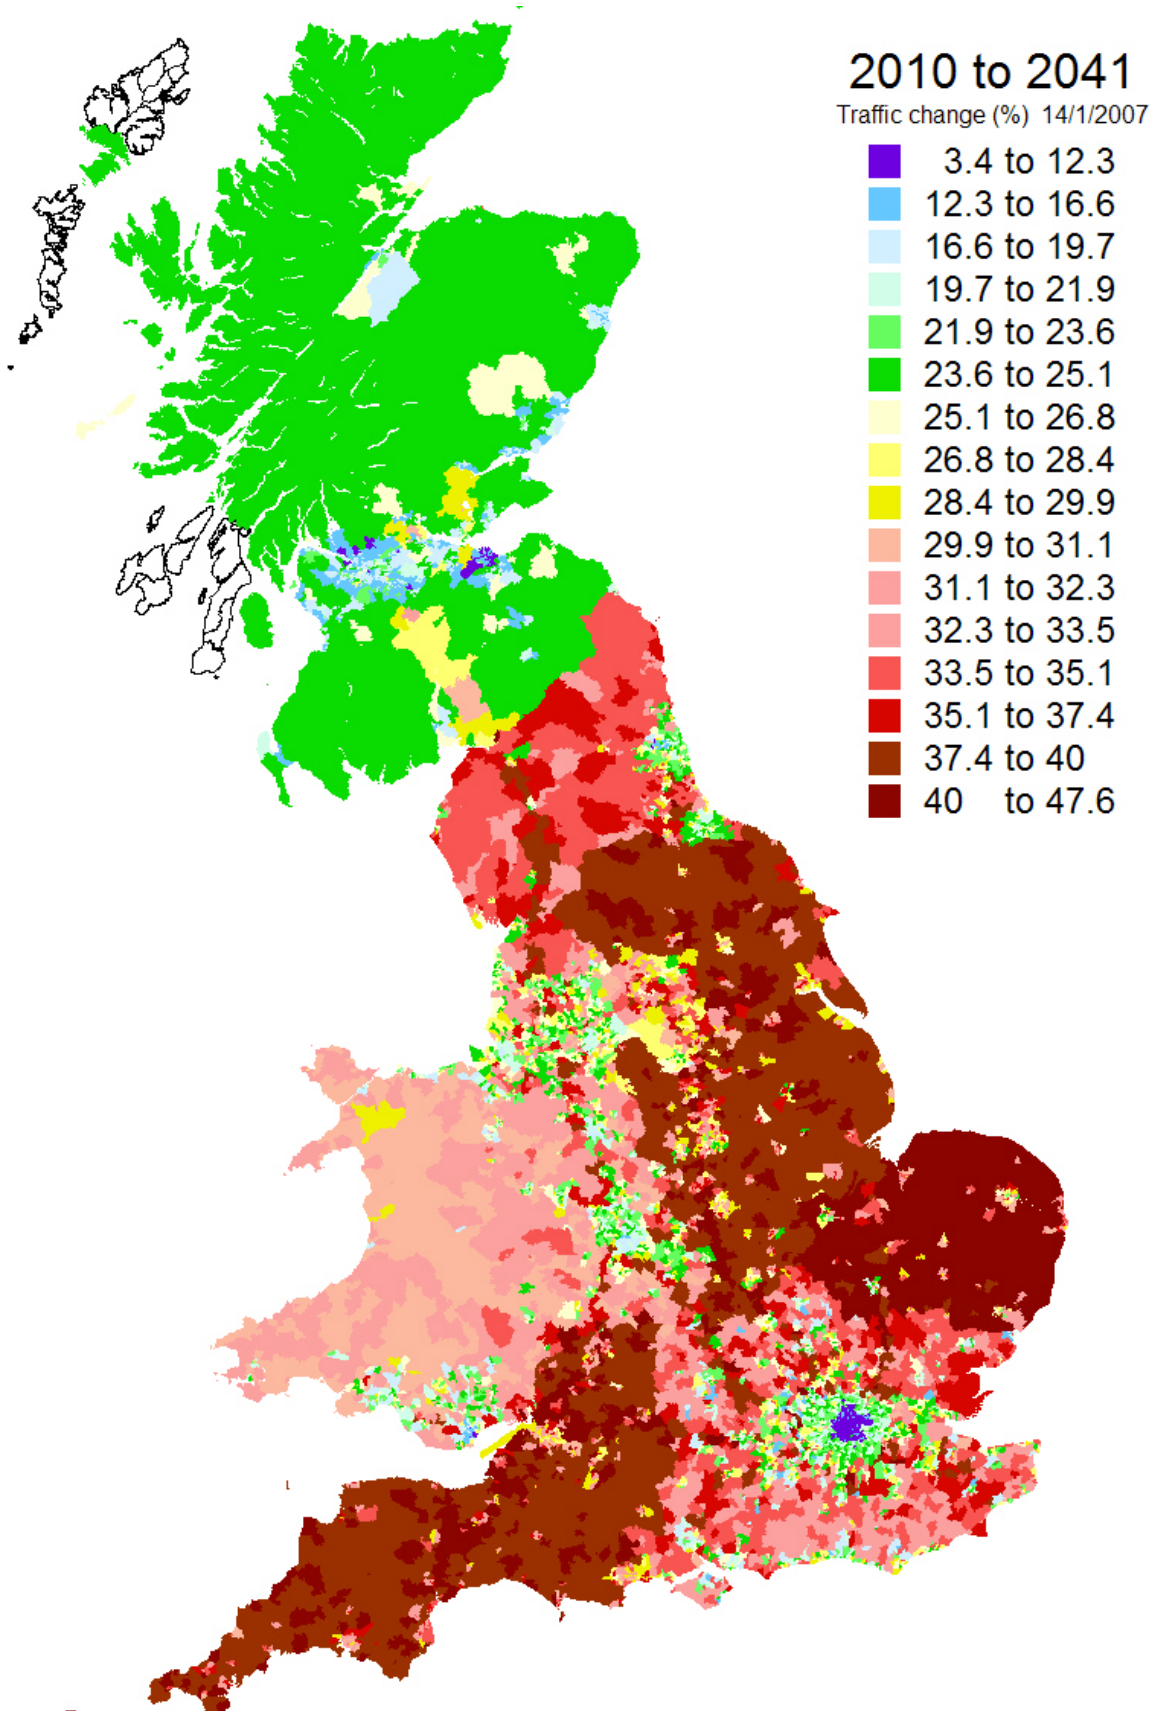 2010 to 2041
Traffic change (%) 14/1/2007
3.4 to 12.3
12.3 to 16.6
16.6 to 19.7
19.7 to 21.9
21.9 to 23.6
23.6 to 25.1
25.1 to 26.8
26.8 to 28.4
28.4 to 29.9
29.9 to 31.1
31.1 to 32.3
32.3 to 33.5
33.5 to 35.1
35.1 to 37.4
37.4 to 40
40 to 47.6